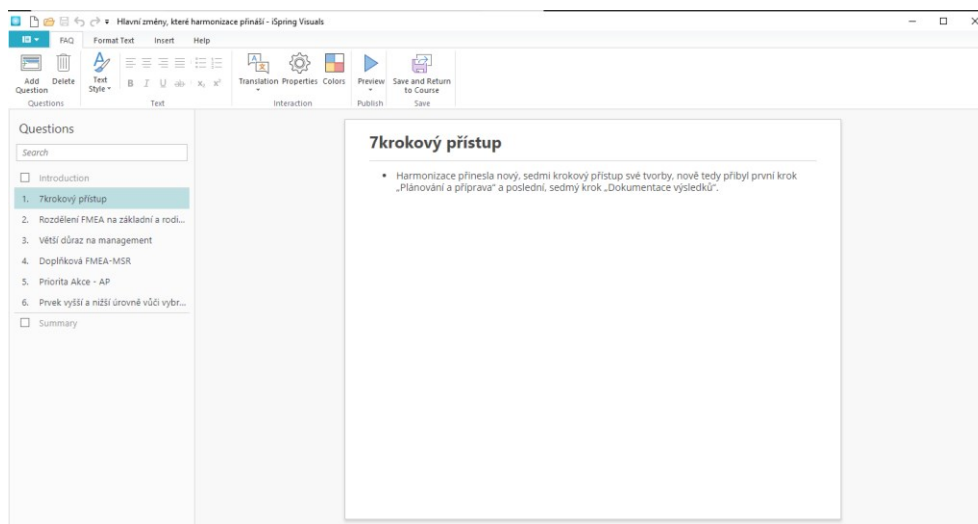 Hlavní změny, které harmonizace přináší - iSpring Visuals
FAQ Format Text Insert Help
Add Question
Delete
Text Style
B I U ab x₂ x²
Translation Properties Colors
Preview
Save and Return to Course
Questions Text Interaction Publish Save
Questions
Search
Introduction
1. 7krokový přístup
2. Rozdělení FMEA na základní a rodi...
3. Větší důraz na management
4. Doplňková FMEA-MSR
5. Priorita Akce - AP
6. Prvek vyšší a nižší úrovně vůči vybr...
Summary
7krokový přístup
• Harmonizace přinesla nový, sedmi krokový přístup své tvorby, nově tedy přibyl první krok
„Plánování a příprava“ a poslední, sedmý krok „Dokumentace výsledků“.